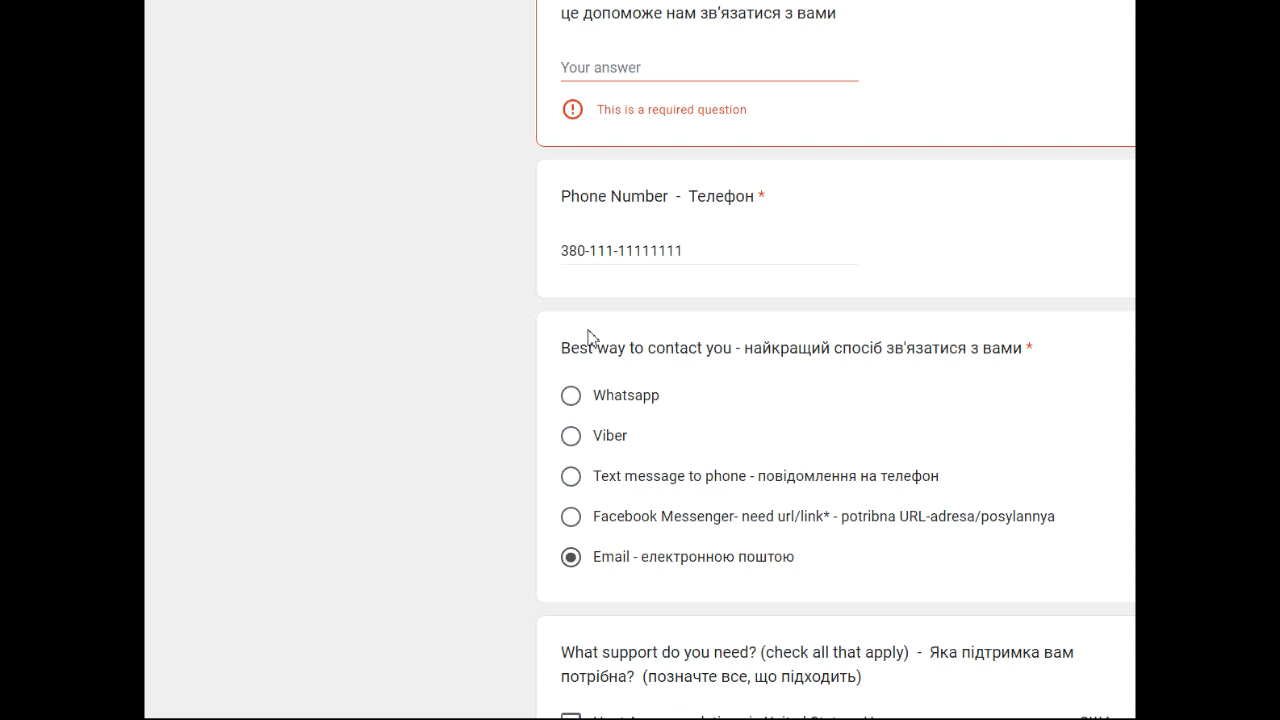 це допоможе нам зв’язатися з вами
Your answer
This is a required question
Phone Number - Телефон *
380-111-11111111
Best way to contact you - найкращий спосіб зв'язатися з вами *
Whatsapp
Viber
Text message to phone - повідомлення на телефон
Facebook Messenger- need url/link* - potribna URL-adresa/posylannya
Email - електронною поштою
What support do you need? (check all that apply) - Яка підтримка вам
потрібна? (позначте все, що підходить)